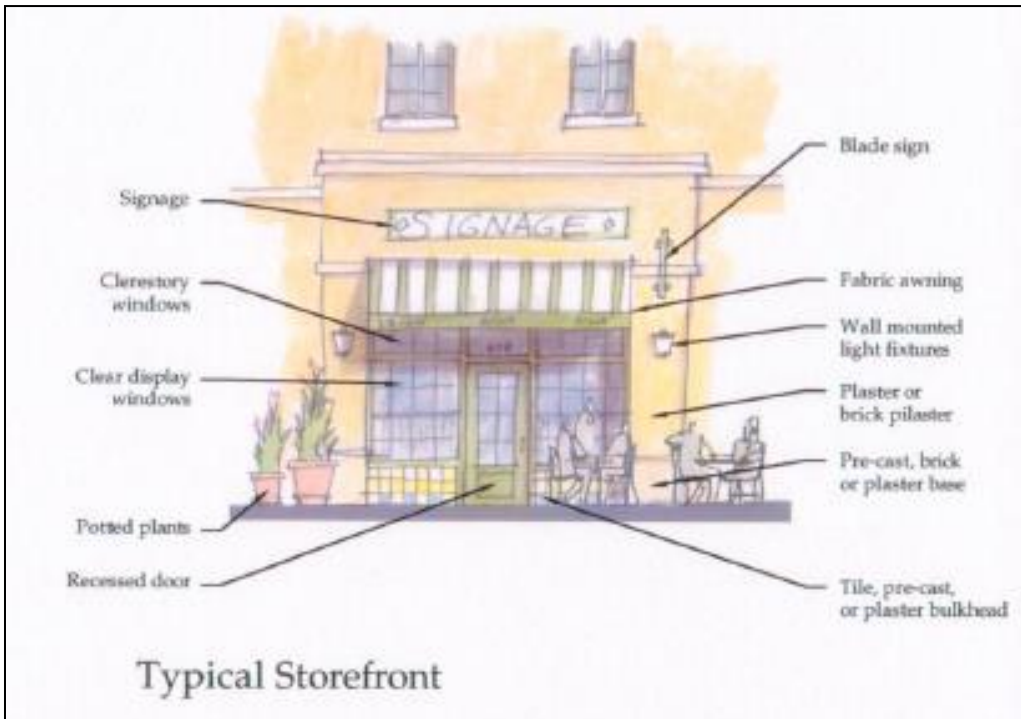 Blade sign
Signage
SIGNAGE
Clerestory
windows
Fabric awning
Wall mounted
light fixtures
Clear display
windows
Plaster or
brick pilaster
Pre-cast, brick
or plaster base
Potted plants
Recessed door
Tile, pre-cast,
or plaster bulkhead
Typical Storefront